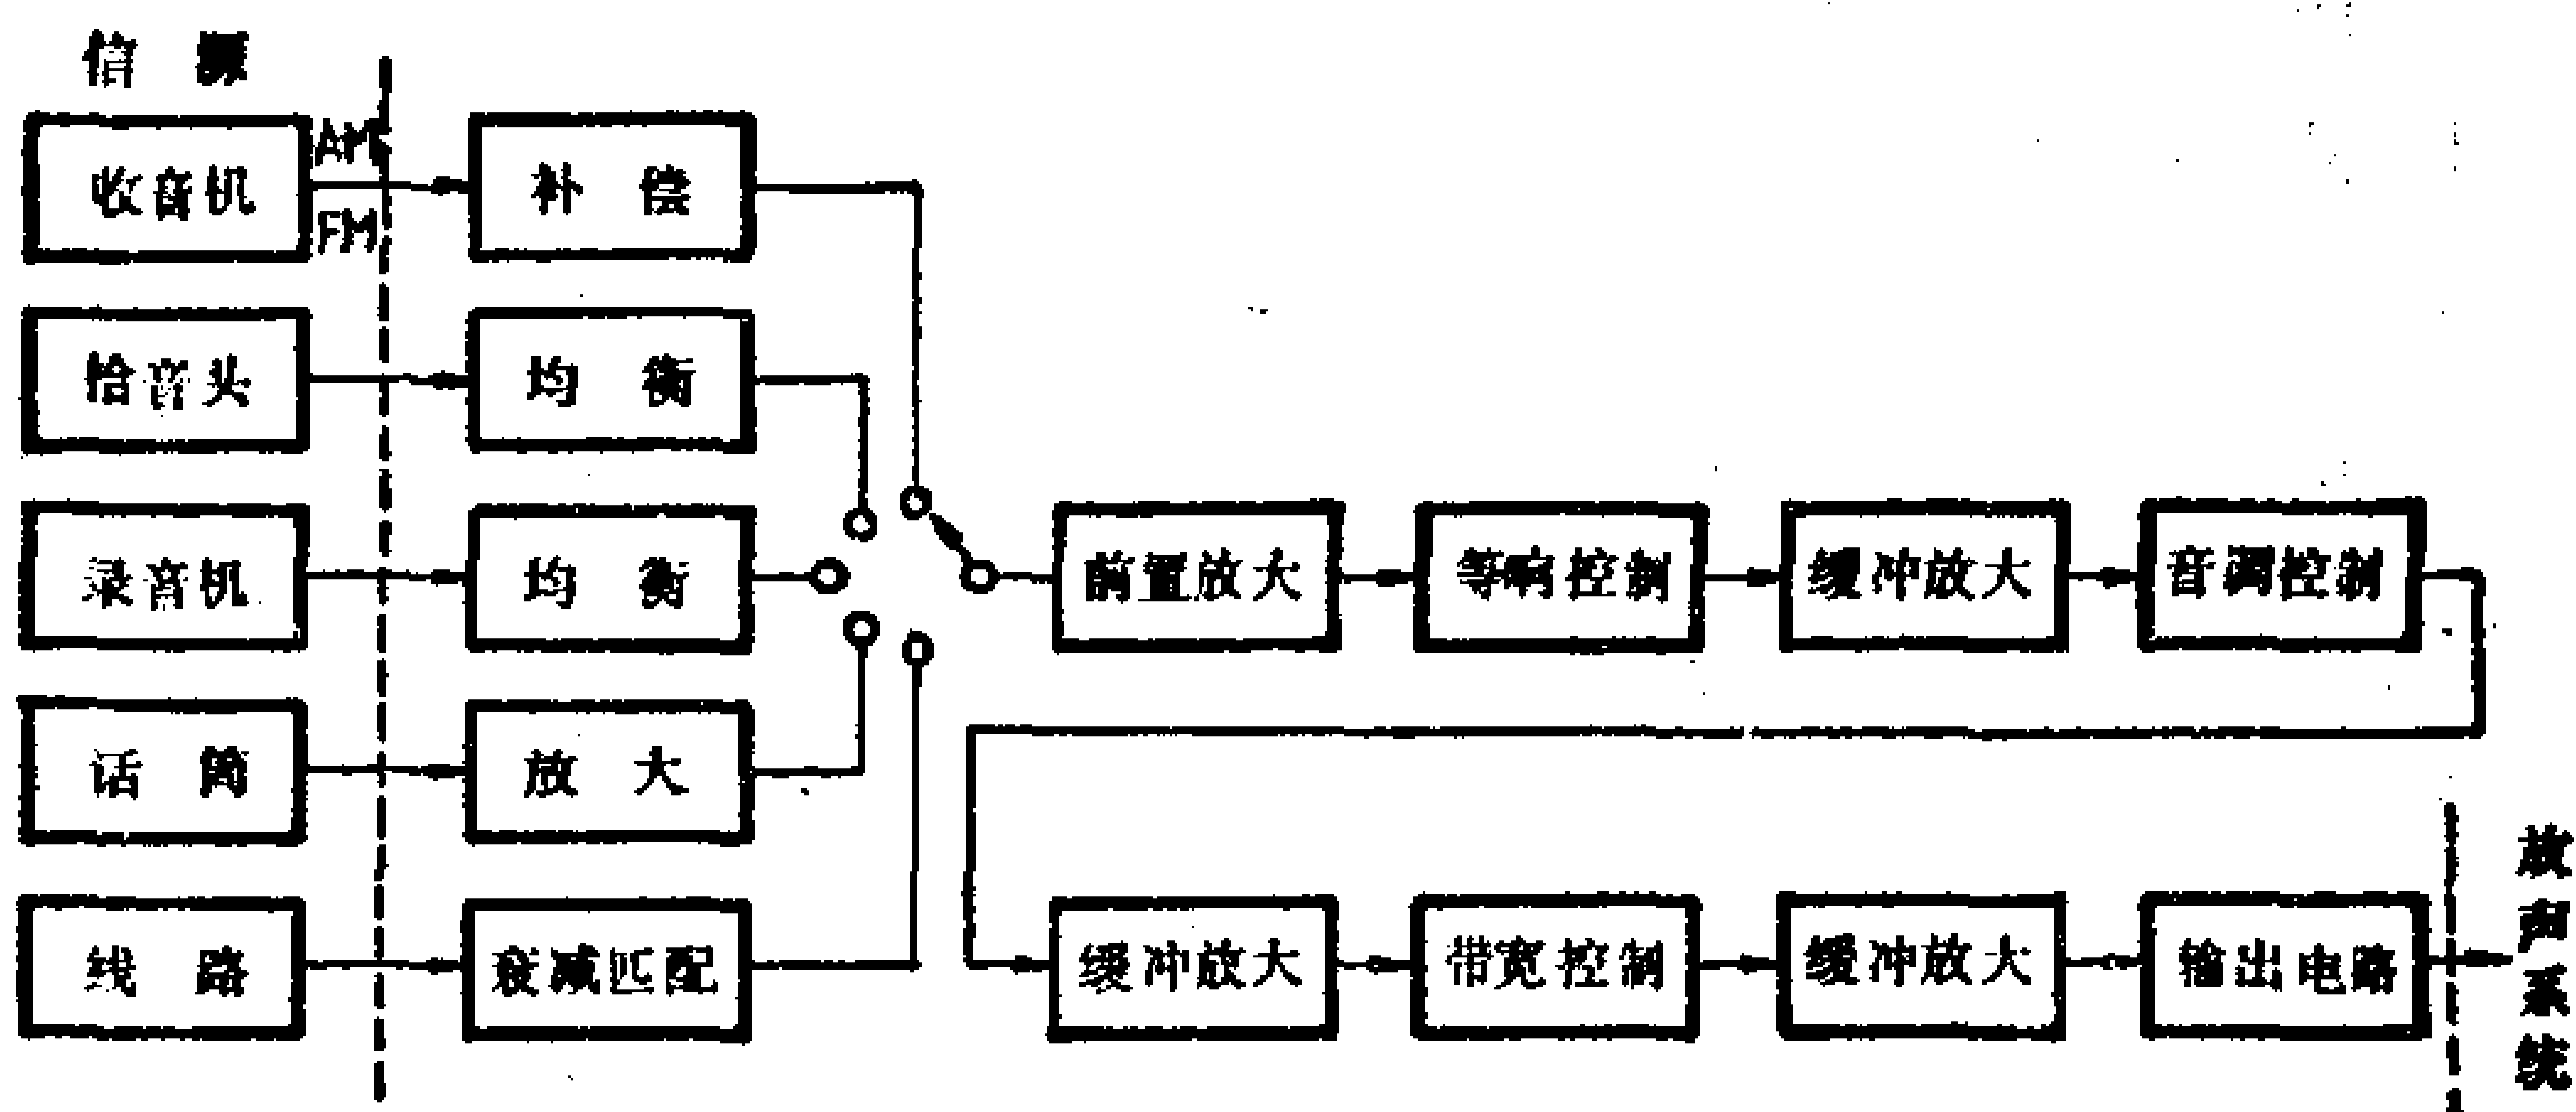 信 源
收音机
AM
FM
补 偿
拾音头
均 衡
录音机
均 衡
前置放大
等响控制
缓冲放大
音调控制
话 筒
放 大
线 路
衰减匹配
缓冲放大
带宽控制
缓冲放大
输出电路
放声系统